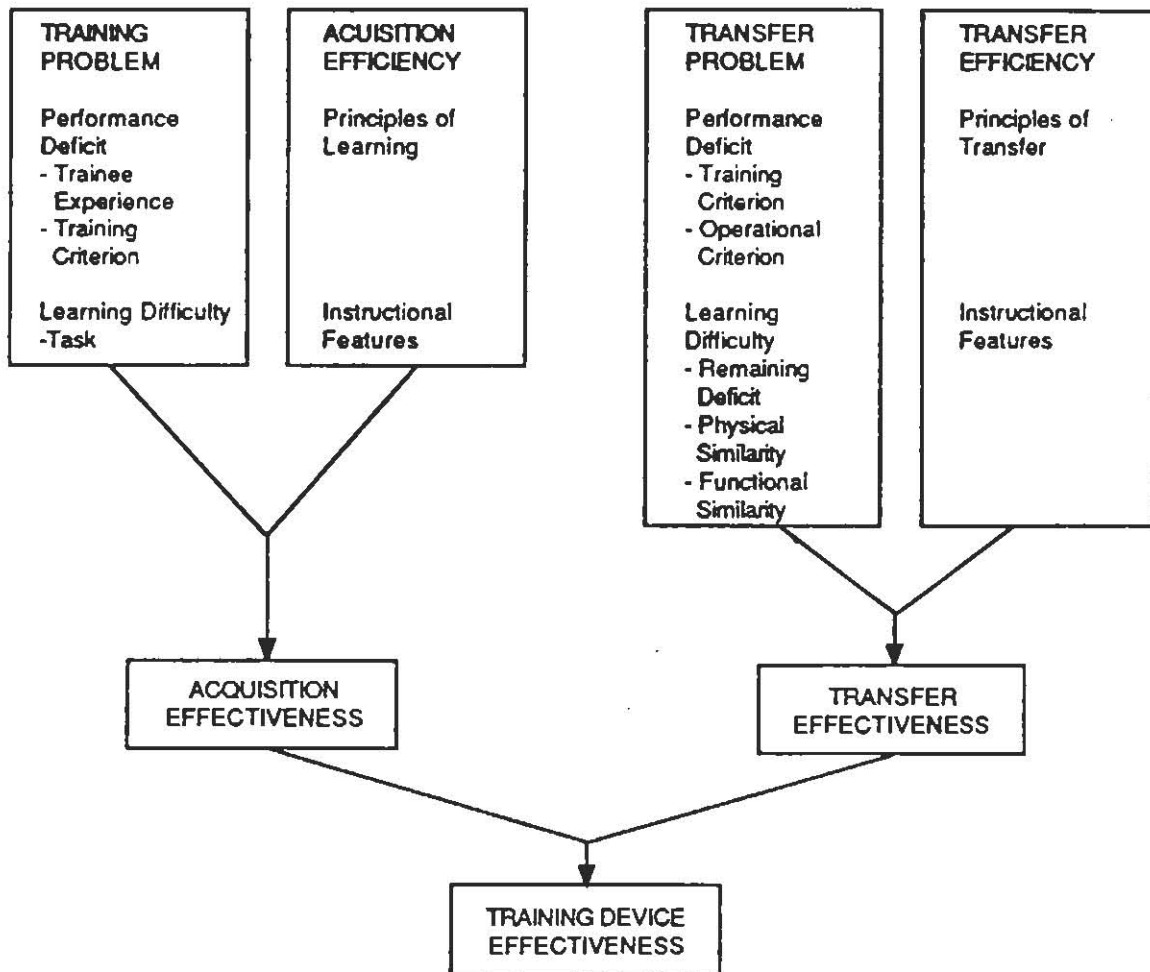 TRAINING
PROBLEM
Performance
Deficit
- Trainee
Experience
- Training
Criterion
Learning Difficulty
-Task
ACUISITION
EFFICIENCY
Principles of
Learning
Instructional
Features
TRANSFER
PROBLEM
Performance
Deficit
- Training
Criterion
- Operational
Criterion
Learning
Difficulty
- Remaining
Deficit
- Physical
Similarity
- Functional
Similarity
TRANSFER
EFFICIENCY
Principles of
Transfer
Instructional
Features
ACQUISITION
EFFECTIVENESS
TRANSFER
EFFECTIVENESS
TRAINING DEVICE
EFFECTIVENESS